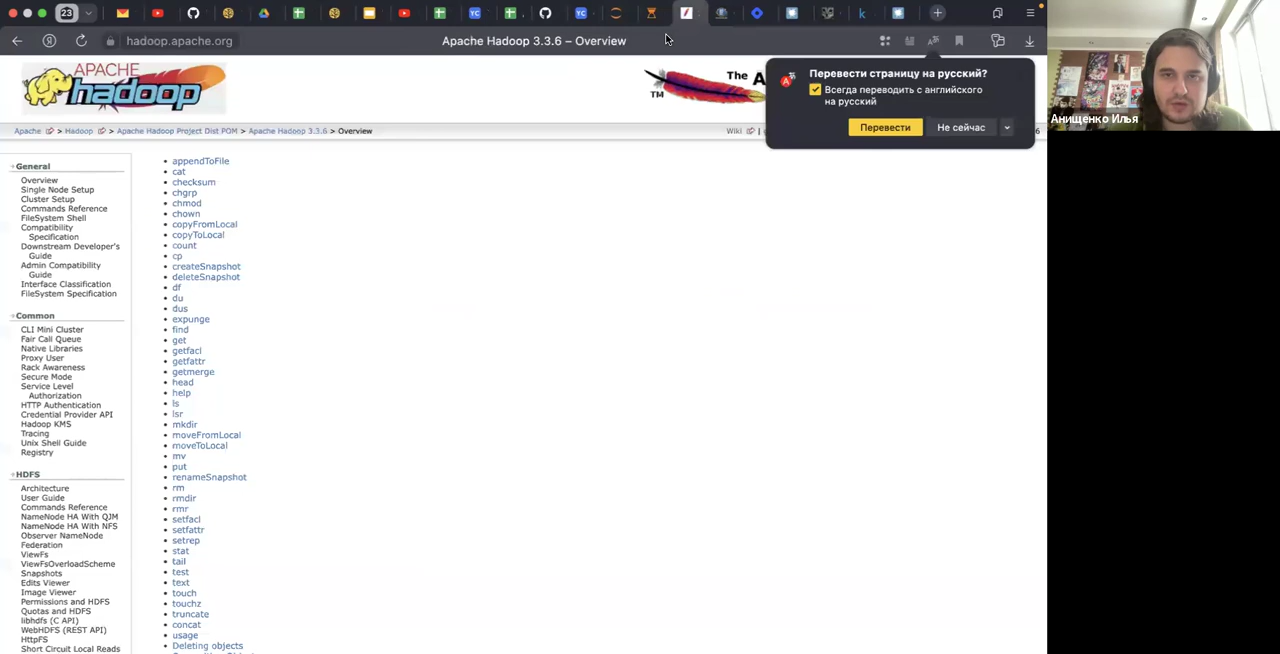 23
YC
YC
k
hadoop.apache.org
Apache Hadoop 3.3.6 – Overview
APACHE
hadoop
TM
The A
Перевести страницу на русский?
Всегда переводить с английского
на русский
Перевести
Не сейчас
Анищенко Илья
Apache > Hadoop > Apache Hadoop Project Dist POM > Apache Hadoop 3.3.6 > Overview
Wiki
6
General
Overview
Single Node Setup
Cluster Setup
Commands Reference
FileSystem Shell
Compatibility
Specification
Downstream Developer's
Guide
Admin Compatibility
Guide
Interface Classification
FileSystem Specification
Common
CLI Mini Cluster
Fair Call Queue
Native Libraries
Proxy User
Rack Awareness
Secure Mode
Service Level
Authorization
HTTP Authentication
Credential Provider API
Hadoop KMS
Tracing
Unix Shell Guide
Registry
HDFS
Architecture
User Guide
Commands Reference
NameNode HA With QJM
NameNode HA With NFS
Observer NameNode
Federation
ViewFs
ViewFsOverloadScheme
Snapshots
Edits Viewer
Image Viewer
Permissions and HDFS
Quotas and HDFS
libhdfs (C API)
WebHDFS (REST API)
HttpFS
Short Circuit Local Reads
appendToFile
cat
checksum
chgrp
chmod
chown
copyFromLocal
copyToLocal
count
cp
createSnapshot
deleteSnapshot
df
du
dus
expunge
find
get
getfacl
getfattr
getmerge
head
help
ls
lsr
mkdir
moveFromLocal
moveToLocal
mv
put
renameSnapshot
rm
rmdir
rmr
setfacl
setfattr
setrep
stat
tail
test
text
touch
touchz
truncate
concat
usage
Deleting objects